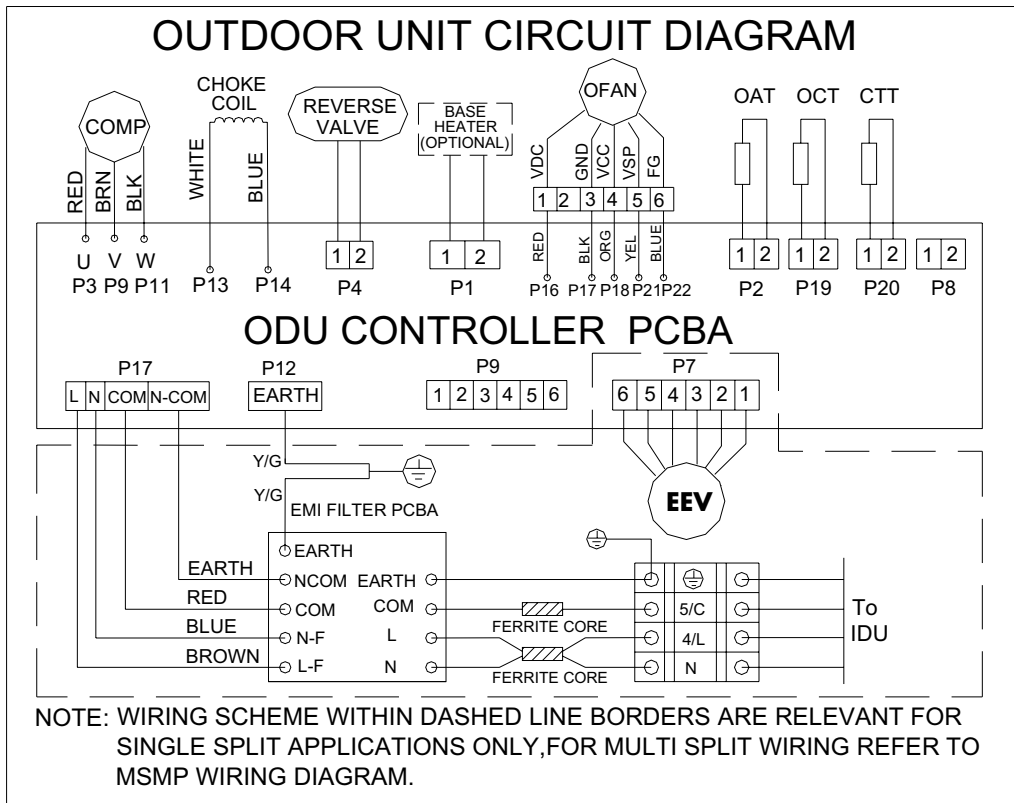 OUTDOOR UNIT CIRCUIT DIAGRAM
COMP
CHOKE
COIL
REVERSE
VALVE
BASE
HEATER
(OPTIONAL)
OFAN
OAT OCT CTT
RED BRN BLK
WHITE BLUE
VDC GND VCC VSP FG
1 2 3 4 5 6
RED BLK ORG YEL BLUE
U V W
P3 P9 P11 P13 P14
1 2
P4
1 2
P1
P16 P17 P18 P21 P22
1 2
P2
1 2
P19
1 2
P20
1 2
P8
ODU CONTROLLER PCBA
P17
L N COM N-COM
P12
EARTH
P9
1 2 3 4 5 6
P7
6 5 4 3 2 1
Y/G
Y/G
EEV
EMI FILTER PCBA
EARTH
EARTH NCOM EARTH
RED COM COM FERRITE CORE 5/C
BLUE N-F L 4/L
BROWN L-F N FERRITE CORE N
To
IDU
NOTE: WIRING SCHEME WITHIN DASHED LINE BORDERS ARE RELEVANT FOR
SINGLE SPLIT APPLICATIONS ONLY,FOR MULTI SPLIT WIRING REFER TO
MSMP WIRING DIAGRAM.